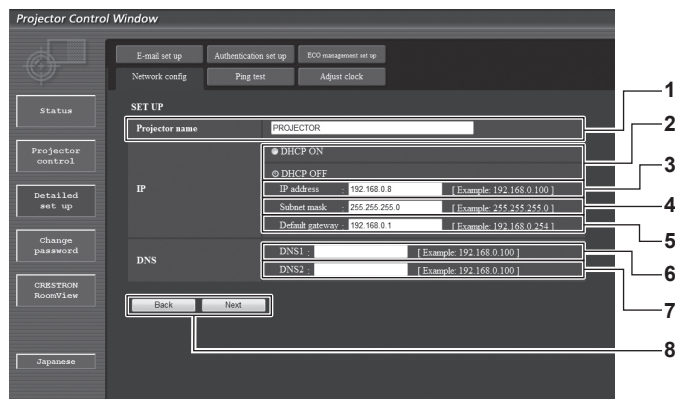 Projector Control Window
E-mail set up Authentication set up ECO management set up
Network config Ping test Adjust clock
Status
Projector control
Detailed set up
Change password
CRESTRON RoomView
Japanese
SET UP
Projector name PROJECTOR
IP
DHCP ON
DHCP OFF
IP address : 192.168.0.8 [ Example: 192.168.0.100 ]
Subnet mask : 255.255.255.0 [ Example: 255.255.255.0 ]
Default gateway : 192.168.0.1 [ Example: 192.168.0.254 ]
DNS
DNS1 : [ Example: 192.168.0.100 ]
DNS2 : [ Example: 192.168.0.100 ]
Back Next
1
2
3
4
5
6
7
8